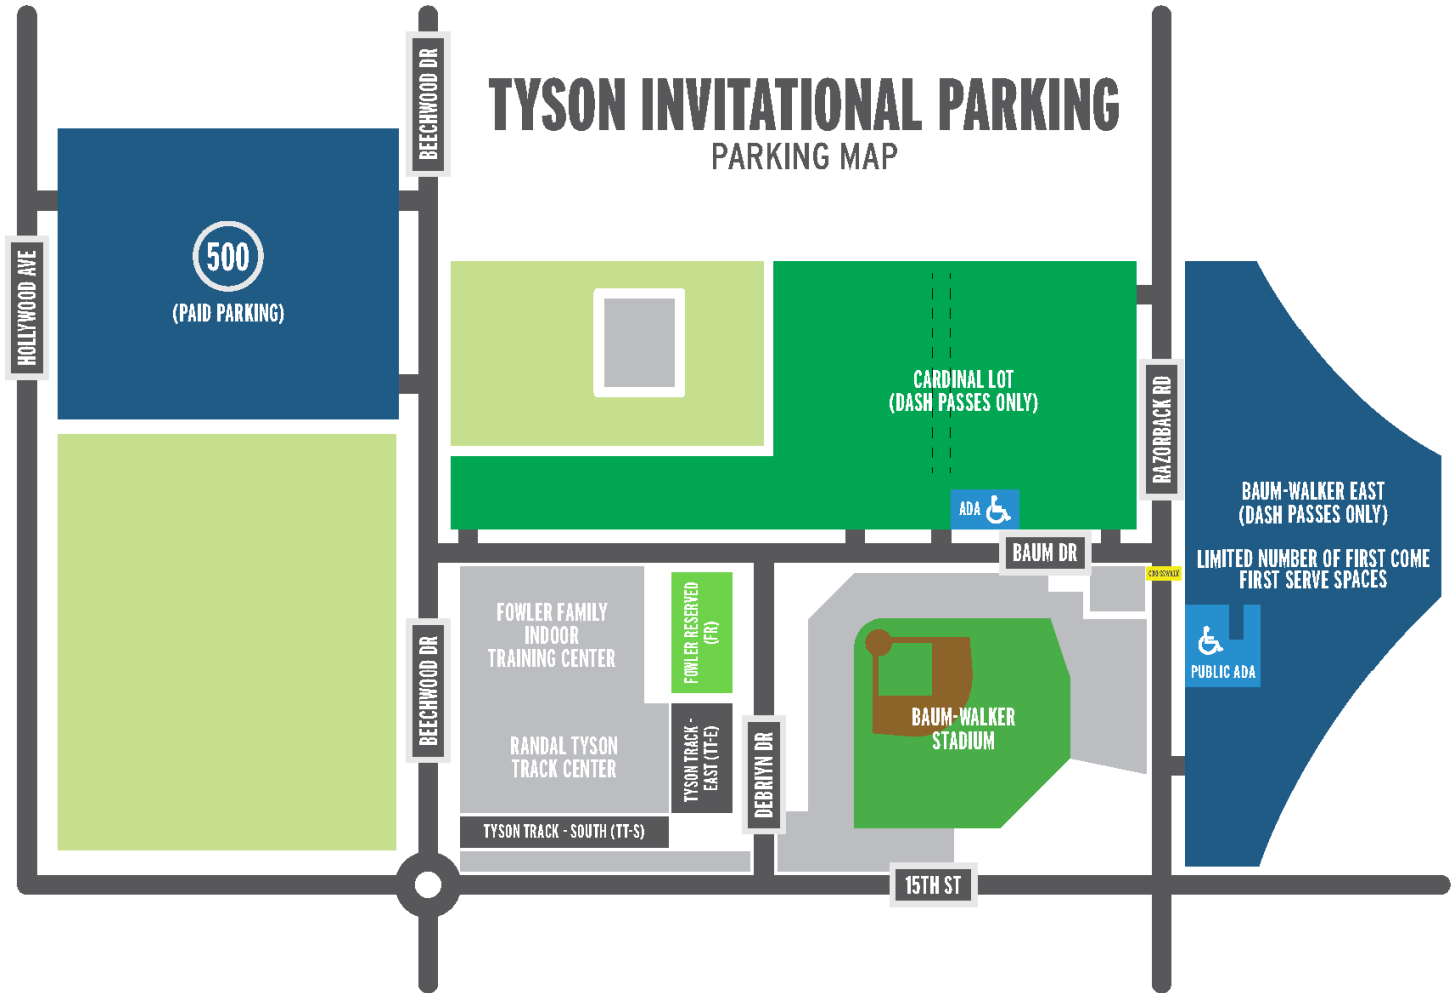 TYSON INVITATIONAL PARKING
PARKING MAP
BEECHWOOD DR
HOLLYWOOD AVE
500
(PAID PARKING)
CARDINAL LOT
(DASH PASSES ONLY)
ADA
RAZORBACK RD
BAUM-WALKER EAST
(DASH PASSES ONLY)
LIMITED NUMBER OF FIRST COME
FIRST SERVE SPACES
BAUM DR
CROSSWALK
PUBLIC ADA
FOWLER FAMILY
INDOOR
TRAINING CENTER
FOWLER RESERVED
(FR)
BEECHWOOD DR
RANDAL TYSON
TRACK CENTER
TYSON TRACK -
EAST (TT-E)
DEBRIYN DR
BAUM-WALKER
STADIUM
TYSON TRACK - SOUTH (TT-S)
15TH ST